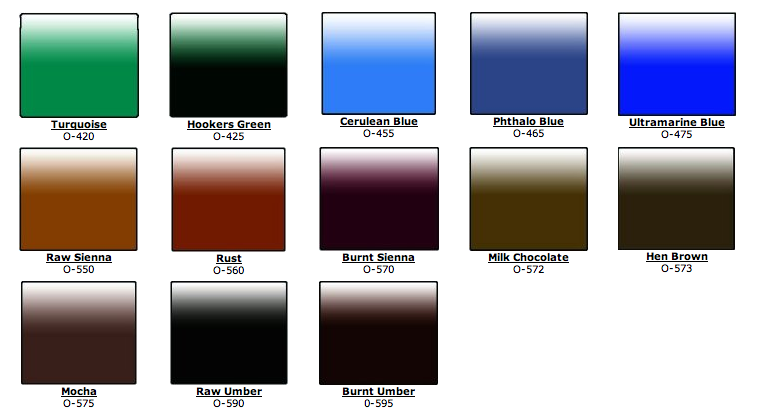 Turquoise
O-420
Hookers Green
O-425
Cerulean Blue
O-455
Phthalo Blue
O-465
Ultramarine Blue
O-475
Raw Sienna
O-550
Rust
O-560
Burnt Sienna
O-570
Milk Chocolate
O-572
Hen Brown
O-573
Mocha
O-575
Raw Umber
O-590
Burnt Umber
0-595